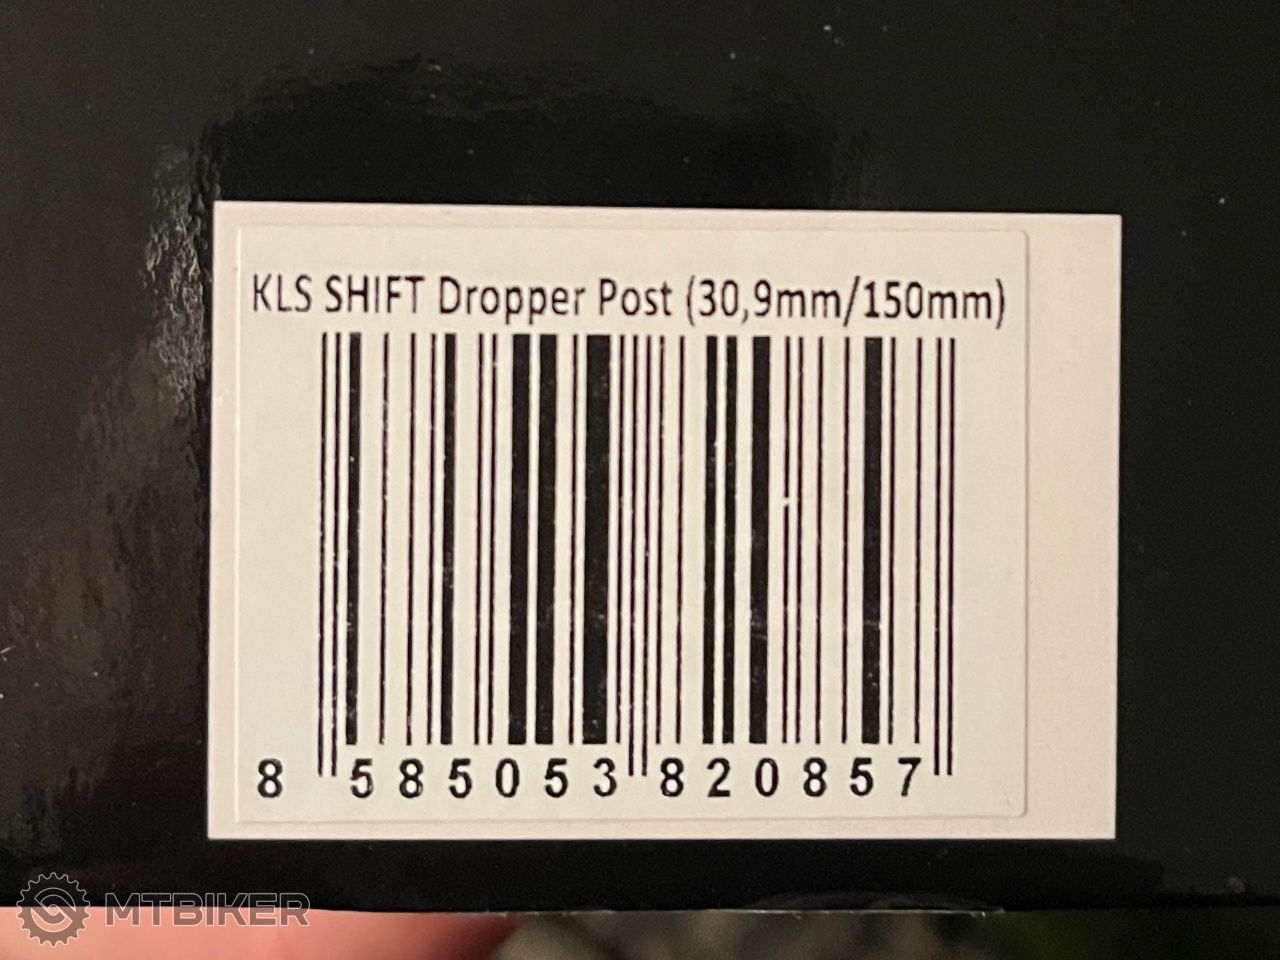 KLS SHIFT Dropper Post (30,9mm/150mm)
8 585053 820857
MTBIKER